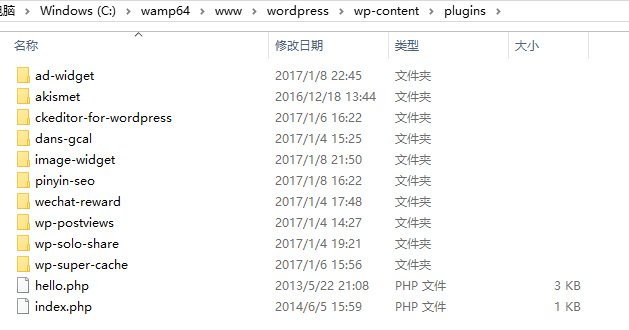 电脑 › Windows (C:) › wamp64 › www › wordpress › wp-content › plugins ›
名称 修改日期 类型 大小
ad-widget 2017/1/8 22:45 文件夹
akismet 2016/12/18 13:44 文件夹
ckeditor-for-wordpress 2017/1/6 16:22 文件夹
dans-gcal 2017/1/4 15:25 文件夹
image-widget 2017/1/8 21:50 文件夹
pinyin-seo 2017/1/8 16:22 文件夹
wechat-reward 2017/1/4 17:48 文件夹
wp-postviews 2017/1/4 14:27 文件夹
wp-solo-share 2017/1/4 19:21 文件夹
wp-super-cache 2017/1/6 15:56 文件夹
hello.php 2013/5/22 21:08 PHP 文件 3 KB
index.php 2014/6/5 15:59 PHP 文件 1 KB